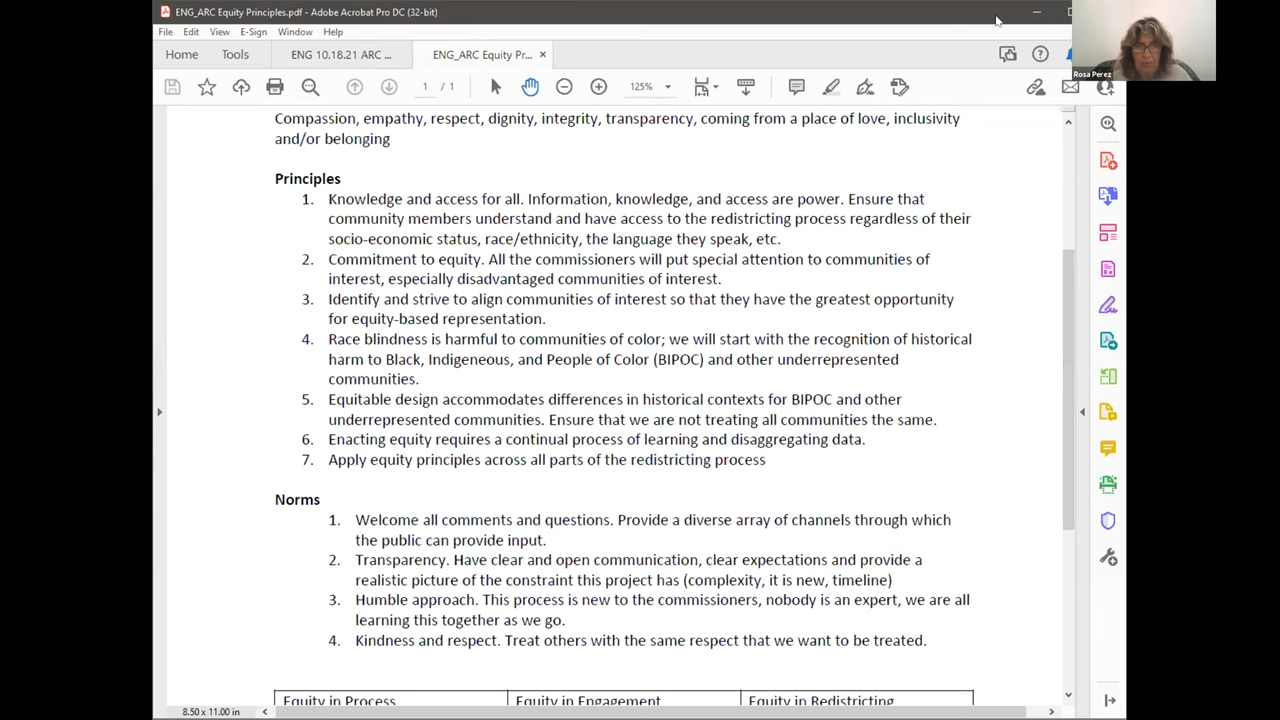 ENG_ARC Equity Principles.pdf - Adobe Acrobat Pro DC (32-bit)
File Edit View E-Sign Window Help
Home Tools ENG 10.18.21 ARC ... ENG_ARC Equity Pr... ×
1 / 1 125%
Rosa Perez
Compassion, empathy, respect, dignity, integrity, transparency, coming from a place of love, inclusivity
and/or belonging
Principles
1. Knowledge and access for all. Information, knowledge, and access are power. Ensure that
community members understand and have access to the redistricting process regardless of their
socio-economic status, race/ethnicity, the language they speak, etc.
2. Commitment to equity. All the commissioners will put special attention to communities of
interest, especially disadvantaged communities of interest.
3. Identify and strive to align communities of interest so that they have the greatest opportunity
for equity-based representation.
4. Race blindness is harmful to communities of color; we will start with the recognition of historical
harm to Black, Indigeneous, and People of Color (BIPOC) and other underrepresented
communities.
5. Equitable design accommodates differences in historical contexts for BIPOC and other
underrepresented communities. Ensure that we are not treating all communities the same.
6. Enacting equity requires a continual process of learning and disaggregating data.
7. Apply equity principles across all parts of the redistricting process
Norms
1. Welcome all comments and questions. Provide a diverse array of channels through which
the public can provide input.
2. Transparency. Have clear and open communication, clear expectations and provide a
realistic picture of the constraint this project has (complexity, it is new, timeline)
3. Humble approach. This process is new to the commissioners, nobody is an expert, we are all
learning this together as we go.
4. Kindness and respect. Treat others with the same respect that we want to be treated.
Equity in Process Equity in Engagement Equity in Redistricting
8.50 x 11.00 in